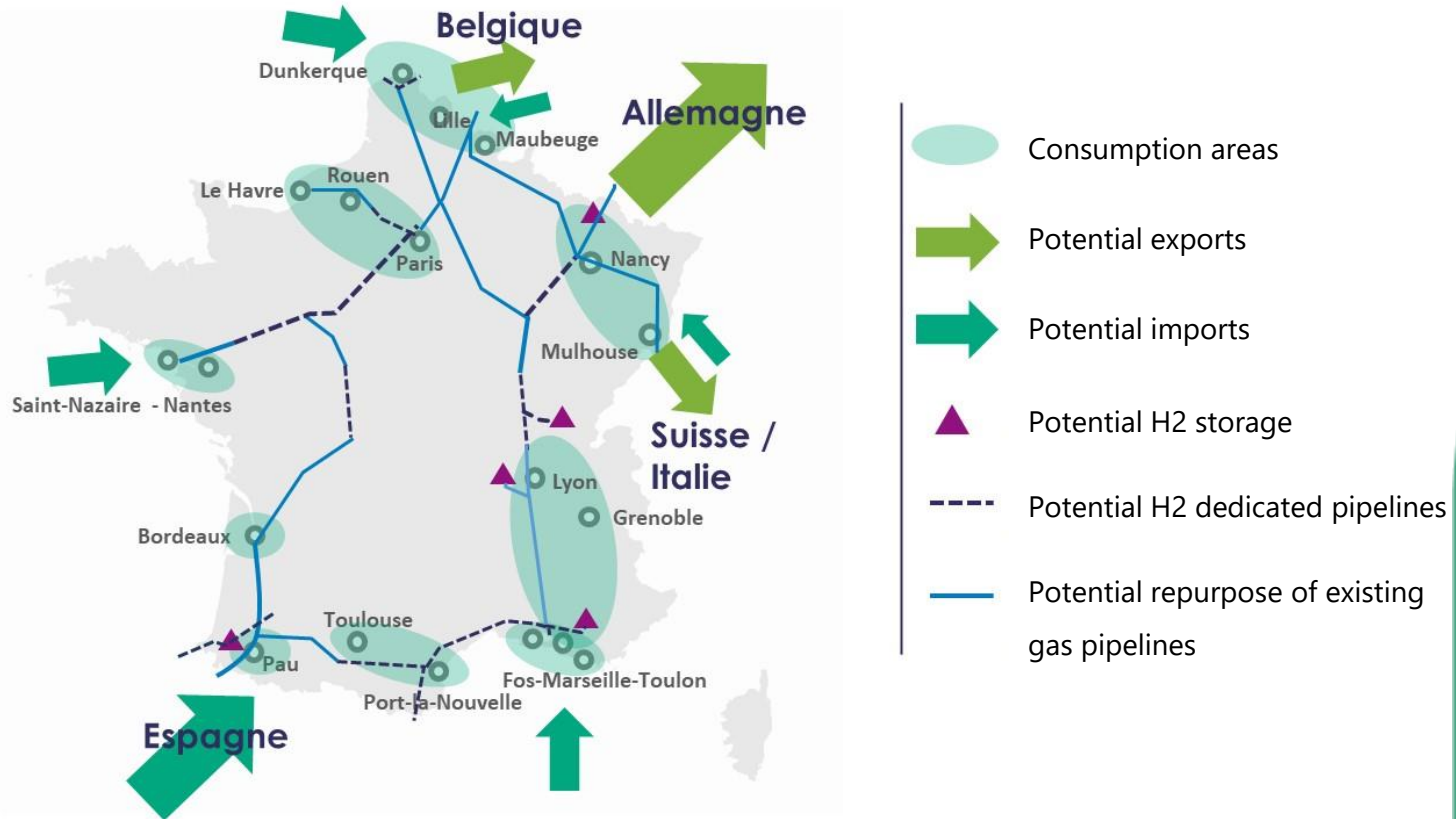 Belgique
Dunkerque
Allemagne
Lille
Maubeuge
Rouen
Le Havre
Paris
Nancy
Mulhouse
Saint-Nazaire - Nantes
Suisse /
Italie
Lyon
Grenoble
Bordeaux
Toulouse
Pau
Fos-Marseille-Toulon
Port-la-Nouvelle
Espagne
Consumption areas
Potential exports
Potential imports
Potential H2 storage
Potential H2 dedicated pipelines
Potential repurpose of existing
gas pipelines